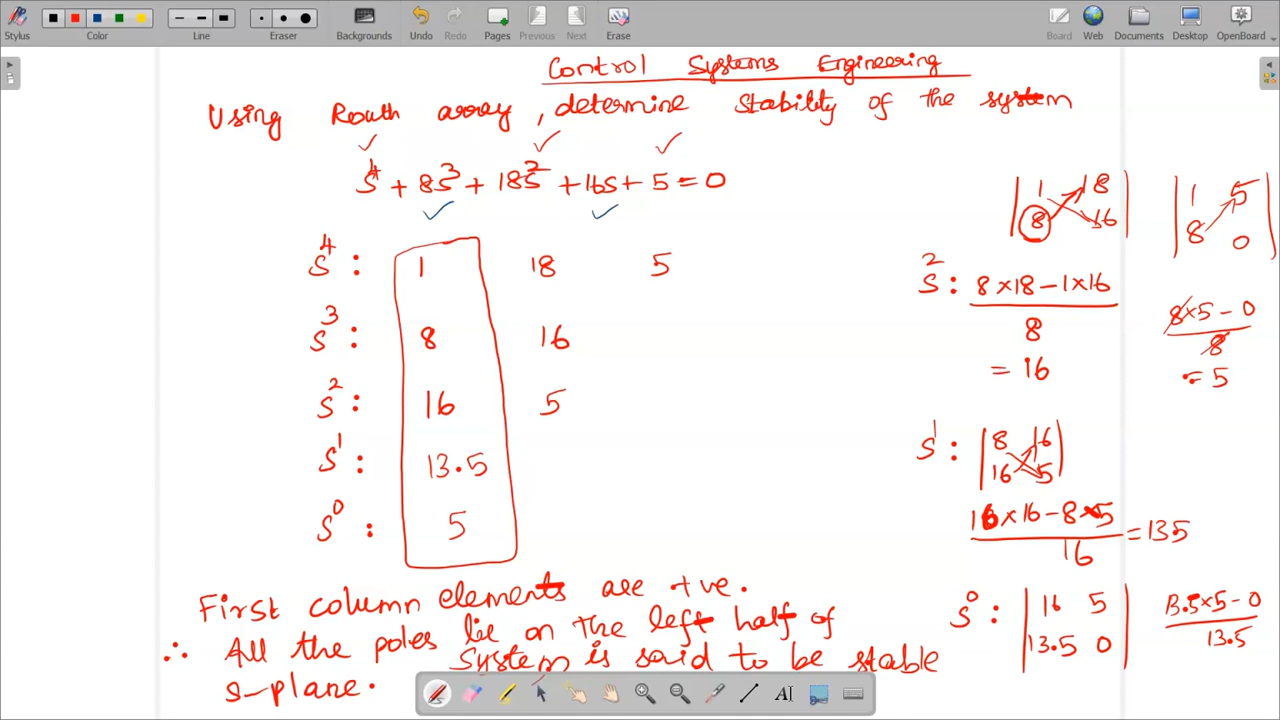 Stylus Color Line Eraser Backgrounds Undo Redo Pages Previous Next Erase Board Web Documents Desktop OpenBoard
Control Systems Engineering
Using Routh array, determine stability of the system
S⁴ + 8S³ + 18S² + 16S + 5 = 0
S⁴ : 1 18 5
S³ : 8 16
S² : 16 5
S¹ : 13.5
S⁰ : 5
First column elements are +ve.
∴ All the poles lie on the left half of
s-plane. System is said to be stable
|1 18|
|8 16|
|1 5|
|8 0|
S² : 8×18-1×16
8
= 16
8×5-0
8
= 5
S¹ : |8 16|
|16 5|
16×16-8×5
16
= 13.5
S⁰ : |16 5|
|13.5 0|
13.5×5-0
13.5
AI